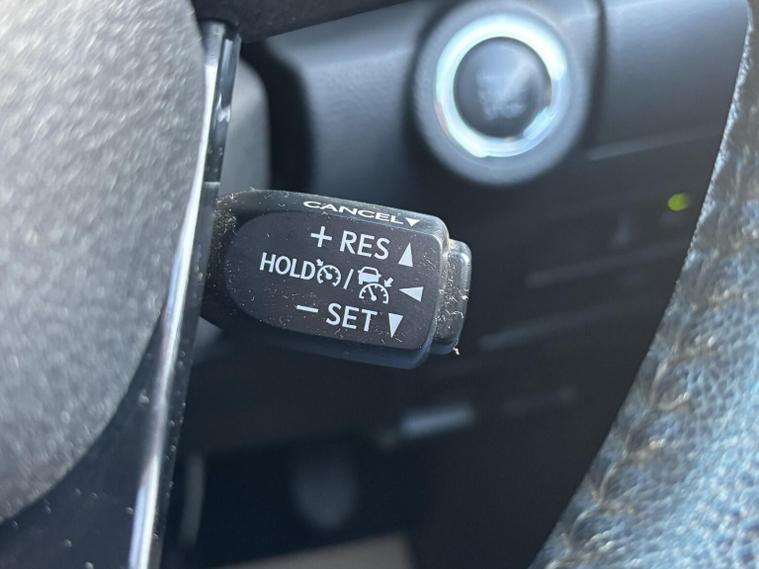 CANCEL▼
+ RES ▲
HOLD / ◀
− SET ▼